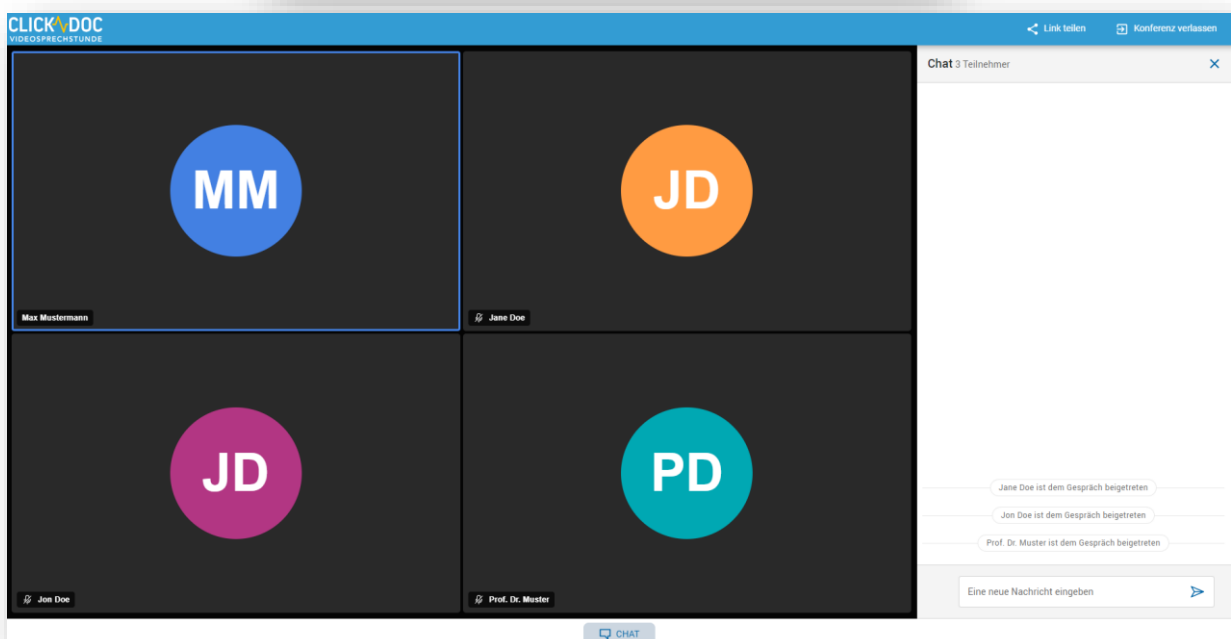 CLICK DOC
VIDEOSPRECHSTUNDE
Link teilen
Konferenz verlassen
MM
Max Mustermann
JD
Jane Doe
JD
Jon Doe
PD
Prof. Dr. Muster
Chat 3 Teilnehmer
Jane Doe ist dem Gespräch beigetreten
Jon Doe ist dem Gespräch beigetreten
Prof. Dr. Muster ist dem Gespräch beigetreten
Eine neue Nachricht eingeben
CHAT